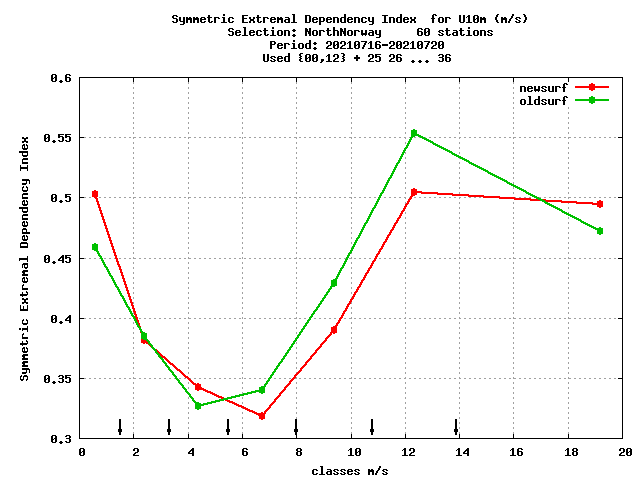 Symmetric Extremal Dependency Index  for U10m (m/s)
Selection: NorthNorway     60 stations
Period: 20210716-20210720
Used {00,12} + 25 26 ... 36
newsurf
oldsurf
Symmetric Extremal Dependency Index
0.6
0.55
0.5
0.45
0.4
0.35
0.3
0 2 4 6 8 10 12 14 16 18 20
classes m/s